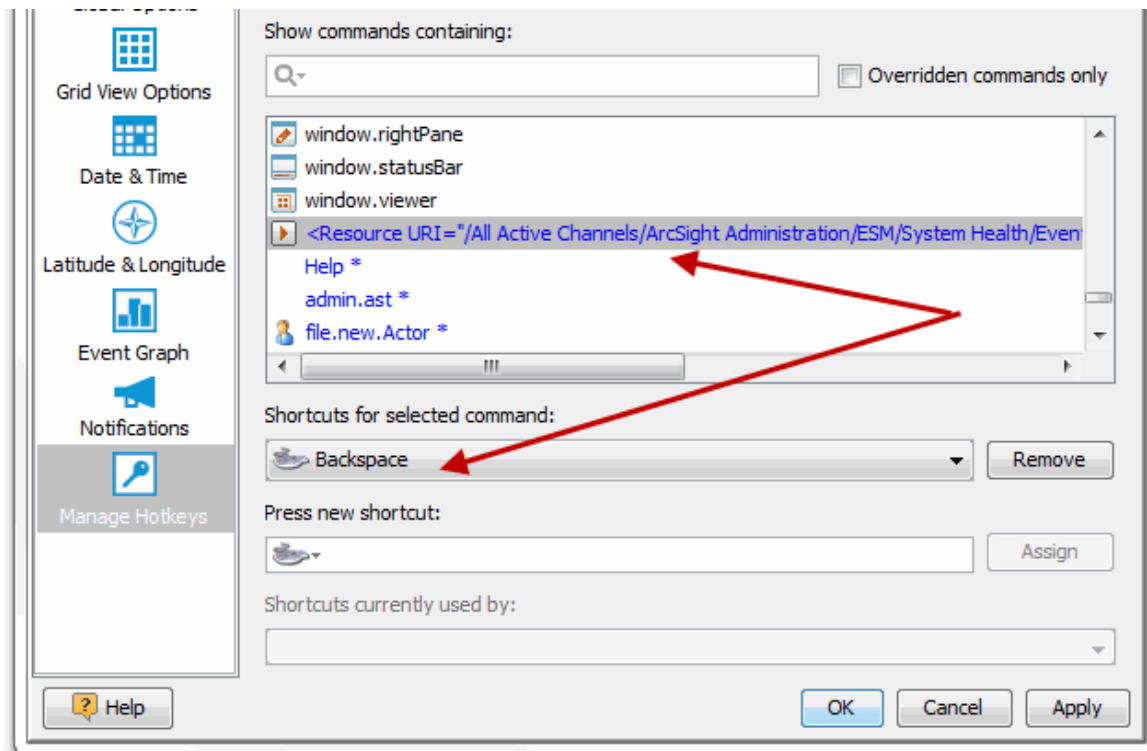 Global Options
Grid View Options
Date & Time
Latitude & Longitude
Event Graph
Notifications
Manage Hotkeys
Show commands containing:
Overridden commands only
window.rightPane
window.statusBar
window.viewer
<Resource URI="/All Active Channels/ArcSight Administration/ESM/System Health/Even
Help *
admin.ast *
file.new.Actor *
Shortcuts for selected command:
Backspace
Remove
Press new shortcut:
Assign
Shortcuts currently used by:
Help
OK
Cancel
Apply